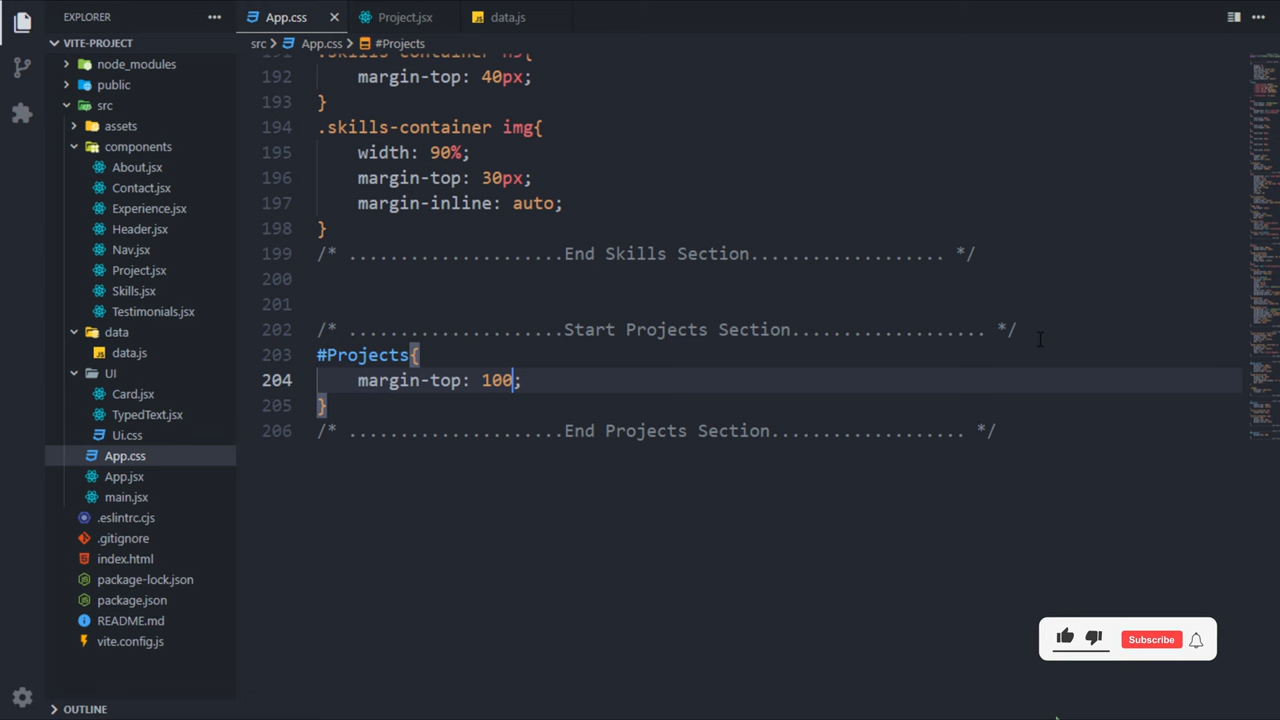 EXPLORER
VITE-PROJECT
node_modules
public
src
assets
components
About.jsx
Contact.jsx
Experience.jsx
Header.jsx
Nav.jsx
Project.jsx
Skills.jsx
Testimonials.jsx
data
data.js
UI
Card.jsx
TypedText.jsx
Ui.css
App.css
App.jsx
main.jsx
.eslintrc.cjs
.gitignore
index.html
package-lock.json
package.json
README.md
vite.config.js
OUTLINE
App.css Project.jsx data.js
src > App.css > #Projects
192 margin-top: 40px;
193 }
194 .skills-container img{
195 width: 90%;
196 margin-top: 30px;
197 margin-inline: auto;
198 }
199 /* .....................End Skills Section................... */
200
201
202 /* .....................Start Projects Section................... */
203 #Projects{
204 margin-top: 100;
205 }
206 /* .....................End Projects Section................... */
Subscribe